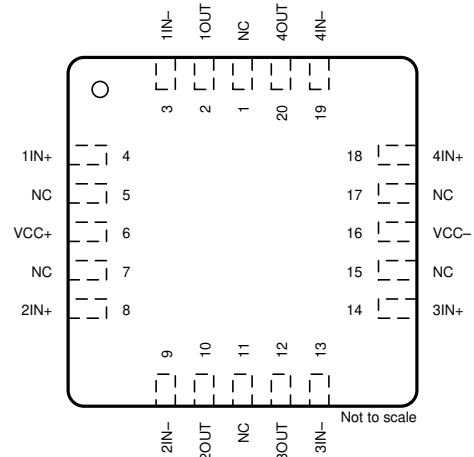 1IN–
1OUT
NC
4OUT
4IN–
3
2
1
20
19
1IN+
4
18
4IN+
NC
5
17
NC
VCC+
6
16
VCC–
NC
7
15
NC
2IN+
8
14
3IN+
9
10
11
12
13
Not to scale
2IN–
2OUT
NC
3OUT
3IN–